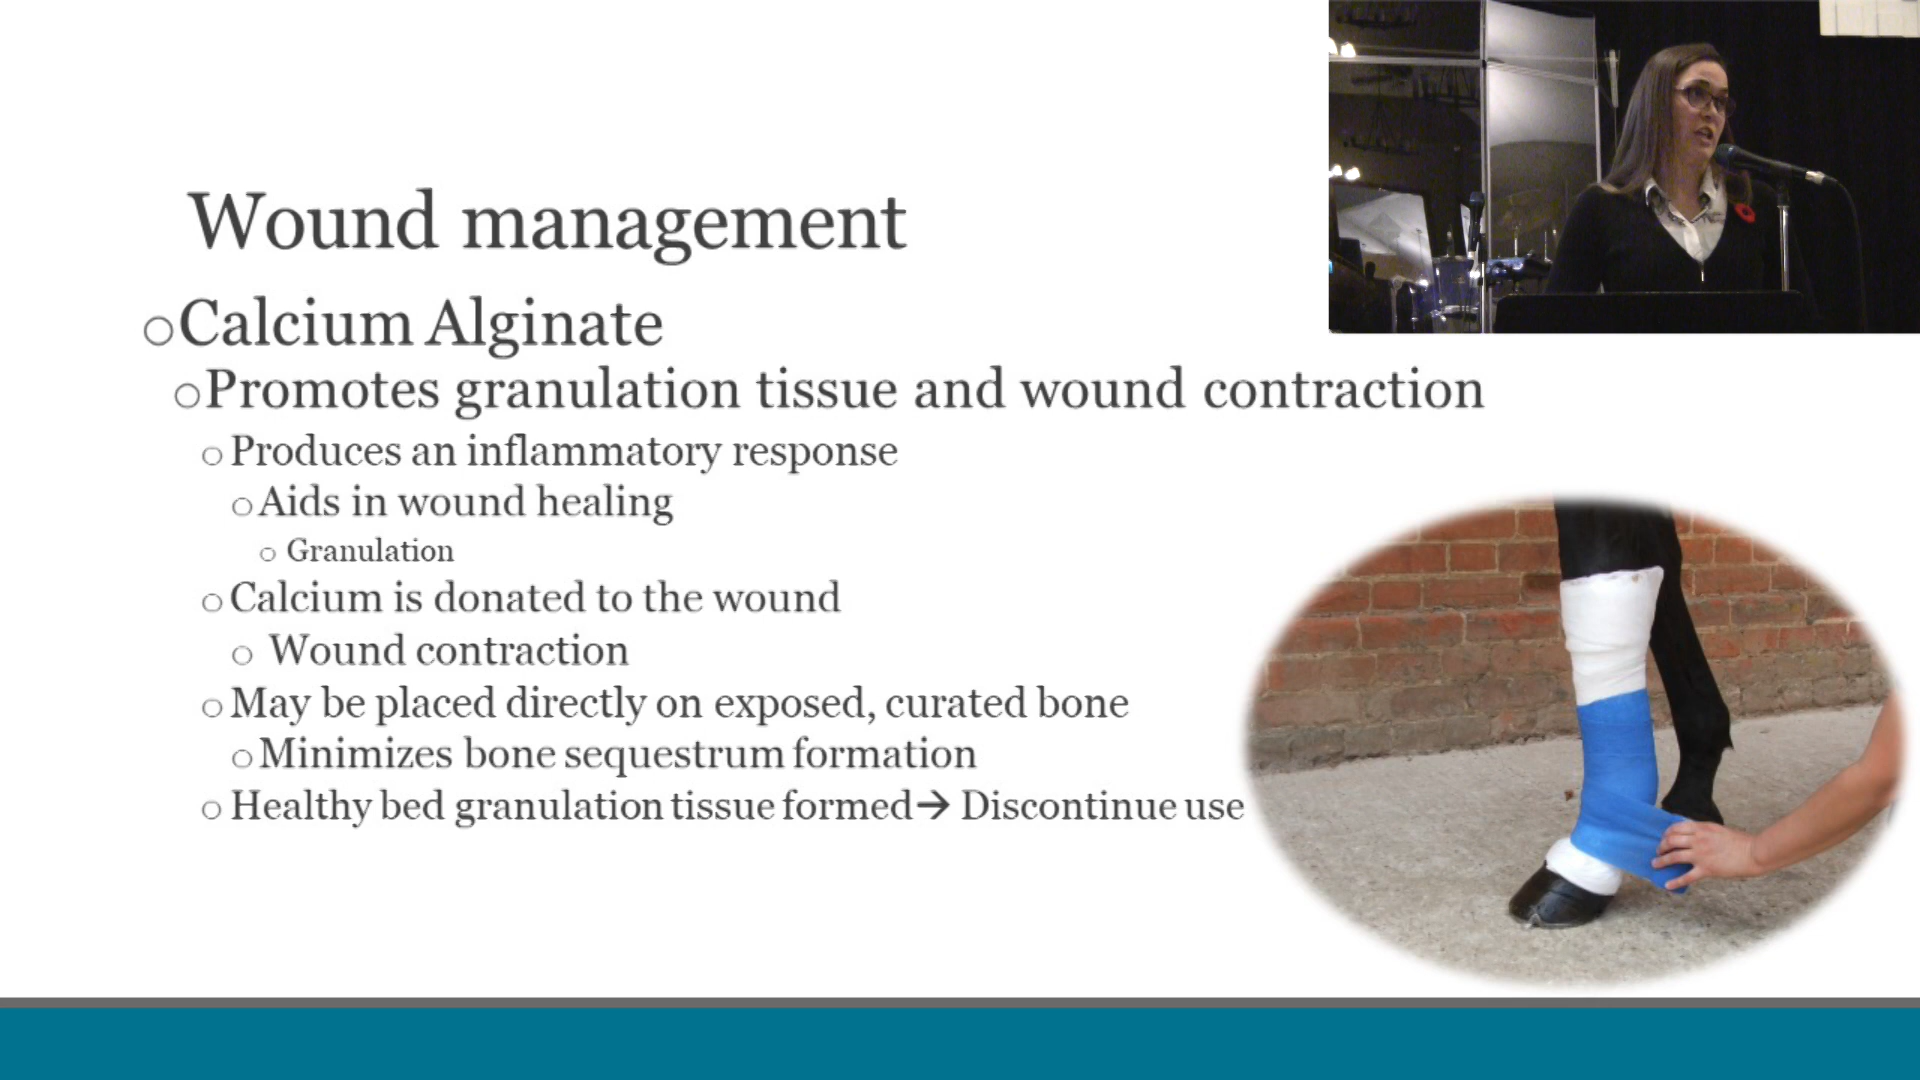 Wound management
Calcium Alginate
Promotes granulation tissue and wound contraction
Produces an inflammatory response
Aids in wound healing
Granulation
Calcium is donated to the wound
Wound contraction
May be placed directly on exposed, curated bone
Minimizes bone sequestrum formation
Healthy bed granulation tissue formed→ Discontinue use